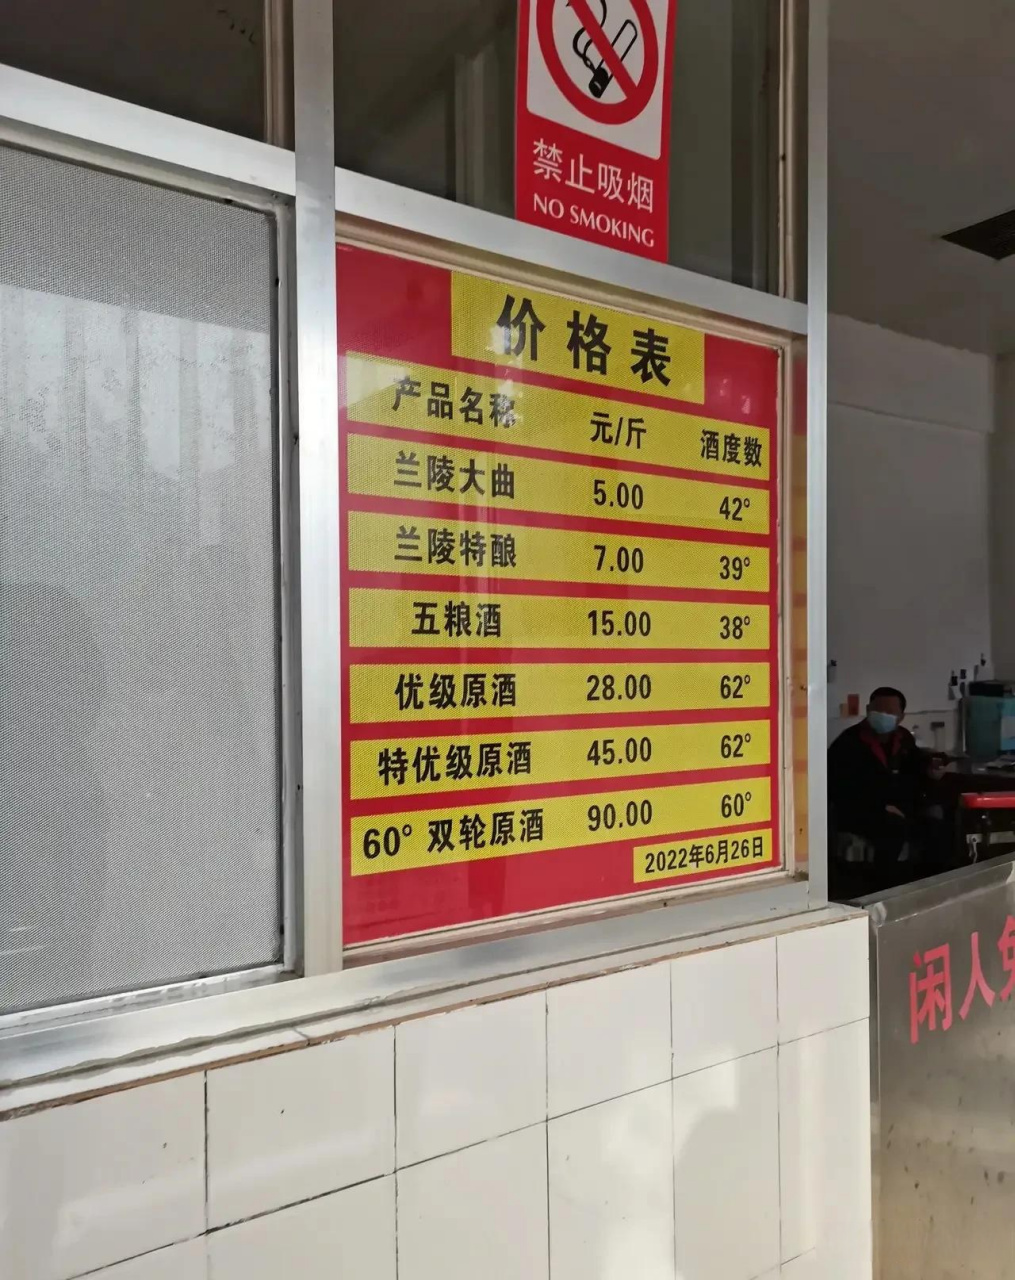 禁止吸烟
NO SMOKING
价格表
产品名称 元/斤 酒度数
兰陵大曲 5.00 42°
兰陵特酿 7.00 39°
五粮酒 15.00 38°
优级原酒 28.00 62°
特优级原酒 45.00 62°
60° 双轮原酒 90.00 60°
2022年6月26日
闲人免